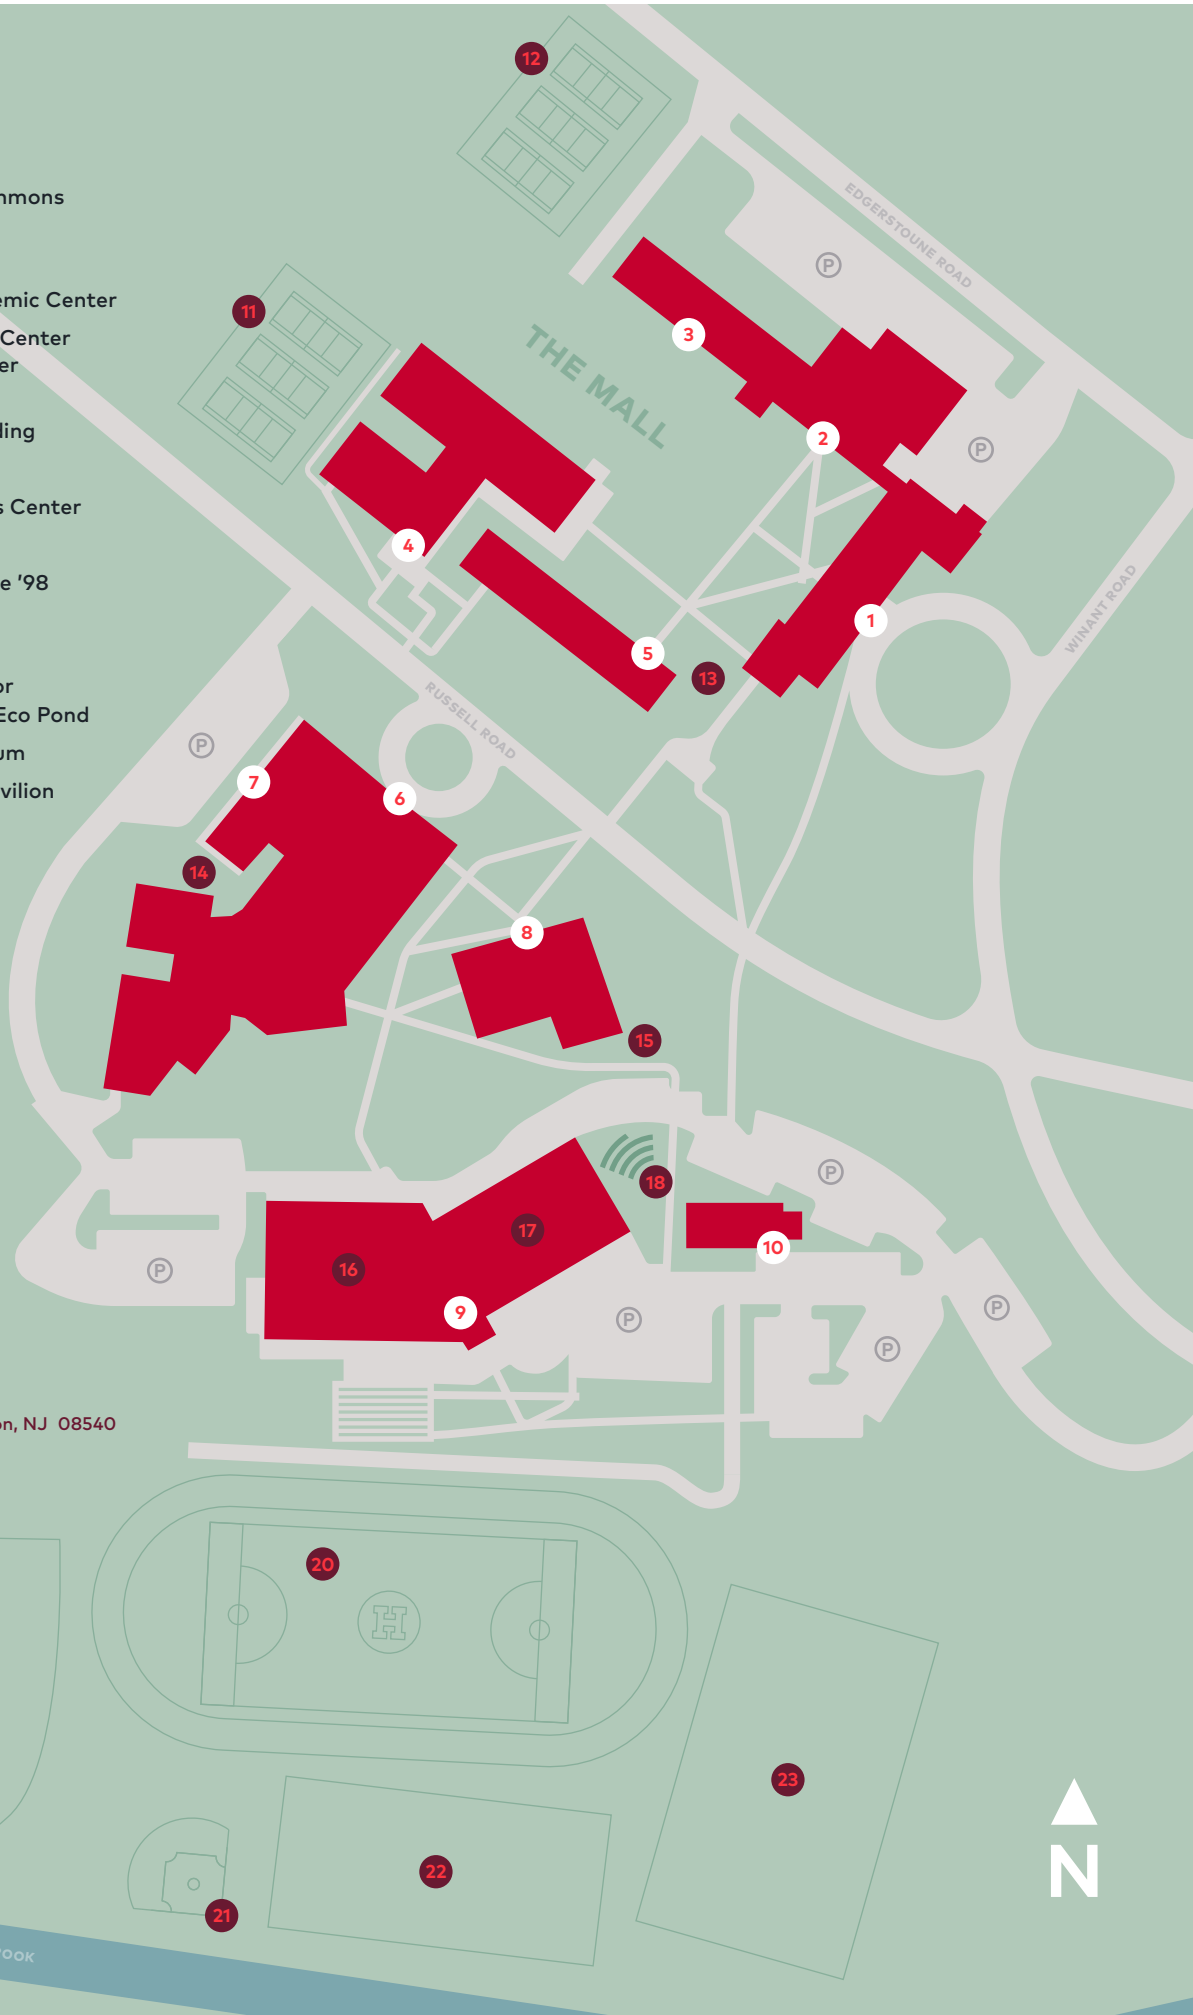 12
mmons
EDGERSTOUNE ROAD
P
emic Center
11
3
Center
THE MALL
er
ling
2
P
s Center
4
e '98
1
WINANT ROAD
5
13
or
RUSSELL ROAD
Eco Pond
P
um
7
6
vilion
14
8
15
P
18
17
10
16
P
9
P
P
P
on, NJ 08540
20
H
23
22
21
N
OOK